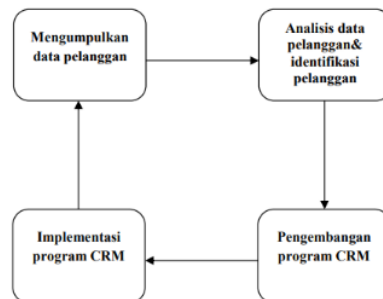 Mengumpulkan
data pelanggan
Analisis data
pelanggan&
identifikasi
pelanggan
Implementasi
program CRM
Pengembangan
program CRM